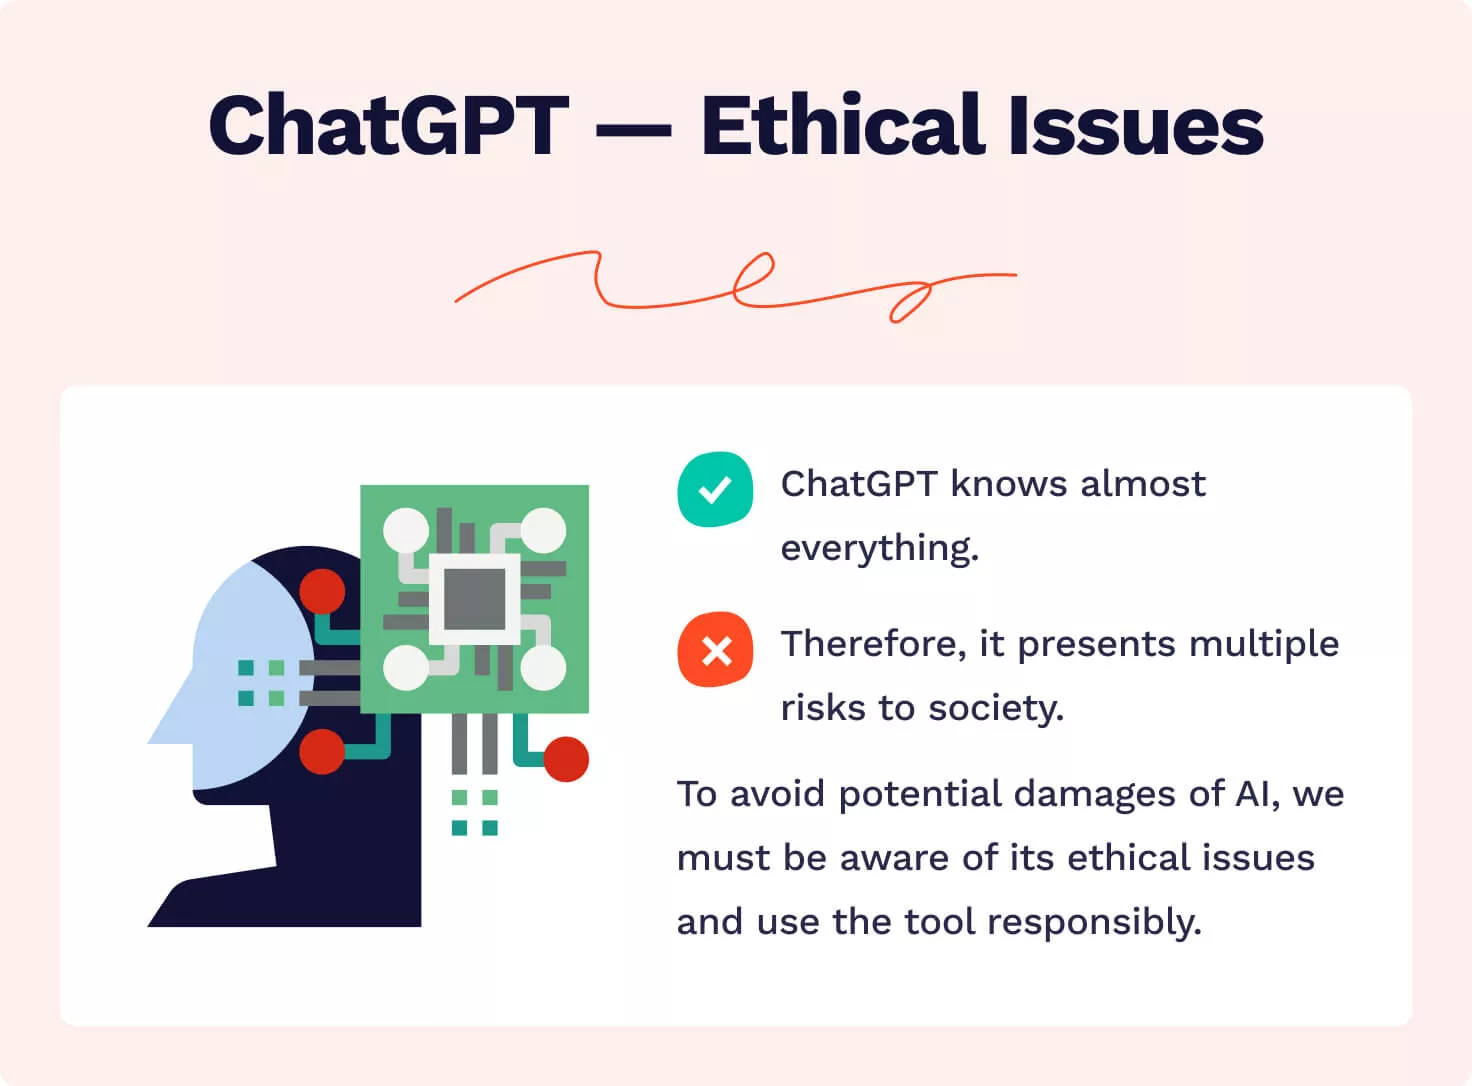 ChatGPT — Ethical Issues
ChatGPT knows almost
everything.
Therefore, it presents multiple
risks to society.
To avoid potential damages of AI, we
must be aware of its ethical issues
and use the tool responsibly.